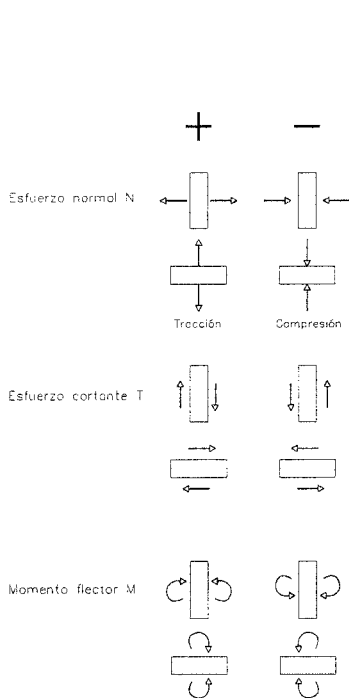 + −
Esfuerzo normal N
Tracción Compresión
Esfuerzo cortante T
Momento flector M